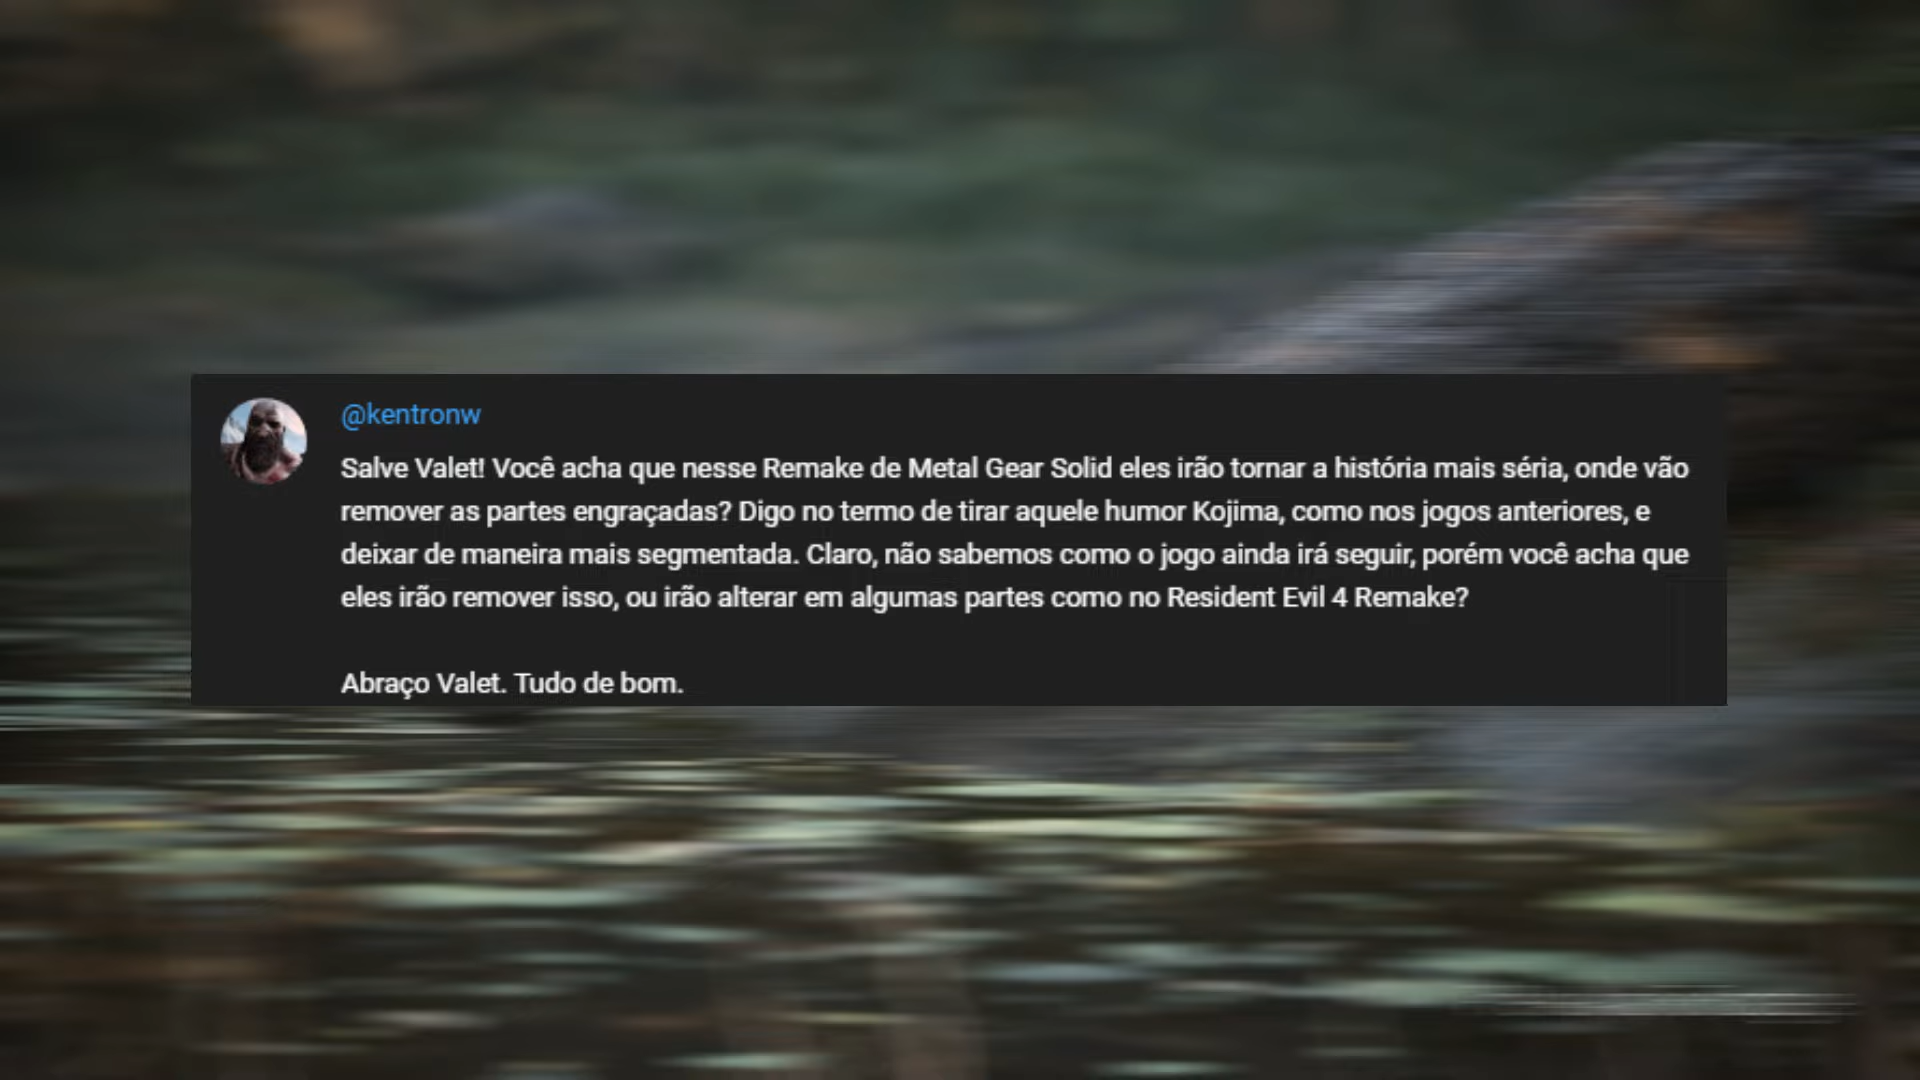 @kentronw
Salve Valet! Você acha que nesse Remake de Metal Gear Solid eles irão tornar a história mais séria, onde vão
remover as partes engraçadas? Digo no termo de tirar aquele humor Kojima, como nos jogos anteriores, e
deixar de maneira mais segmentada. Claro, não sabemos como o jogo ainda irá seguir, porém você acha que
eles irão remover isso, ou irão alterar em algumas partes como no Resident Evil 4 Remake?
Abraço Valet. Tudo de bom.